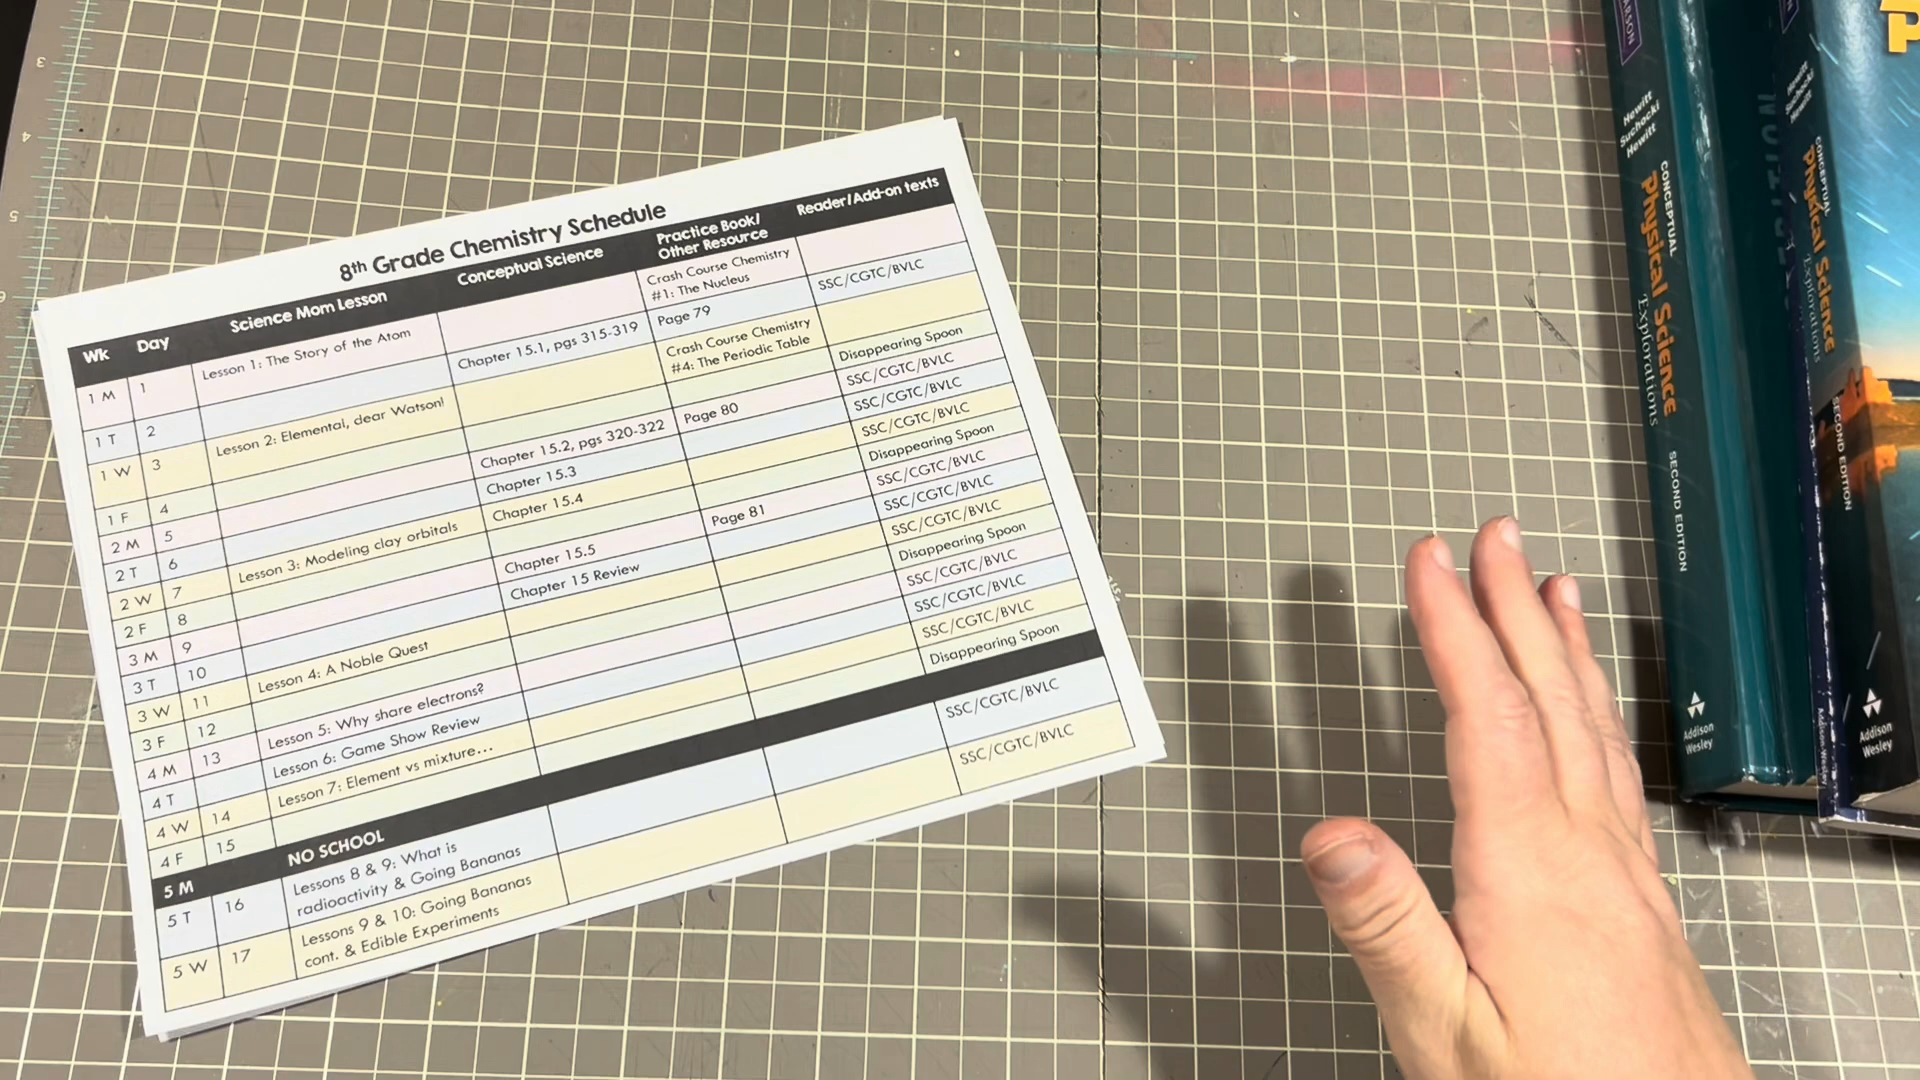 8th Grade Chemistry Schedule
Wk Day Science Mom Lesson Conceptual Science Practice Book/ Other Resource Reader/Add-on texts
1 M 1 Lesson 1: The Story of the Atom Crash Course Chemistry #1: The Nucleus
1 T 2 Chapter 15.1, pgs 315-319 Page 79 SSC/CGTC/BVLC
1 W 3 Lesson 2: Elemental, dear Watson! Crash Course Chemistry #4: The Periodic Table
1 F 4 Disappearing Spoon
2 M 5 Chapter 15.2, pgs 320-322 Page 80 SSC/CGTC/BVLC
2 T 6 Chapter 15.3 SSC/CGTC/BVLC
2 W 7 Lesson 3: Modeling clay orbitals Chapter 15.4 SSC/CGTC/BVLC
2 F 8 Disappearing Spoon
3 M 9 Chapter 15.5 Page 81 SSC/CGTC/BVLC
3 T 10 Chapter 15 Review SSC/CGTC/BVLC
3 W 11 Lesson 4: A Noble Quest SSC/CGTC/BVLC
3 F 12 Disappearing Spoon
4 M 13 Lesson 5: Why share electrons? SSC/CGTC/BVLC
4 T Lesson 6: Game Show Review SSC/CGTC/BVLC
4 W 14 Lesson 7: Element vs mixture... SSC/CGTC/BVLC
4 F 15 Disappearing Spoon
5 M NO SCHOOL
5 T 16 Lessons 8 & 9: What is radioactivity & Going Bananas SSC/CGTC/BVLC
5 W 17 Lessons 9 & 10: Going Bananas cont. & Edible Experiments SSC/CGTC/BVLC
3
4
5
Hewitt
Suchocki
Hewitt
CONCEPTUAL
Physical Science
Explorations
SECOND EDITION
Addison
Wesley
Hewitt
Suchocki
Hewitt
CONCEPTUAL
Physical Science
Explorations
SECOND EDITION
Addison
Wesley